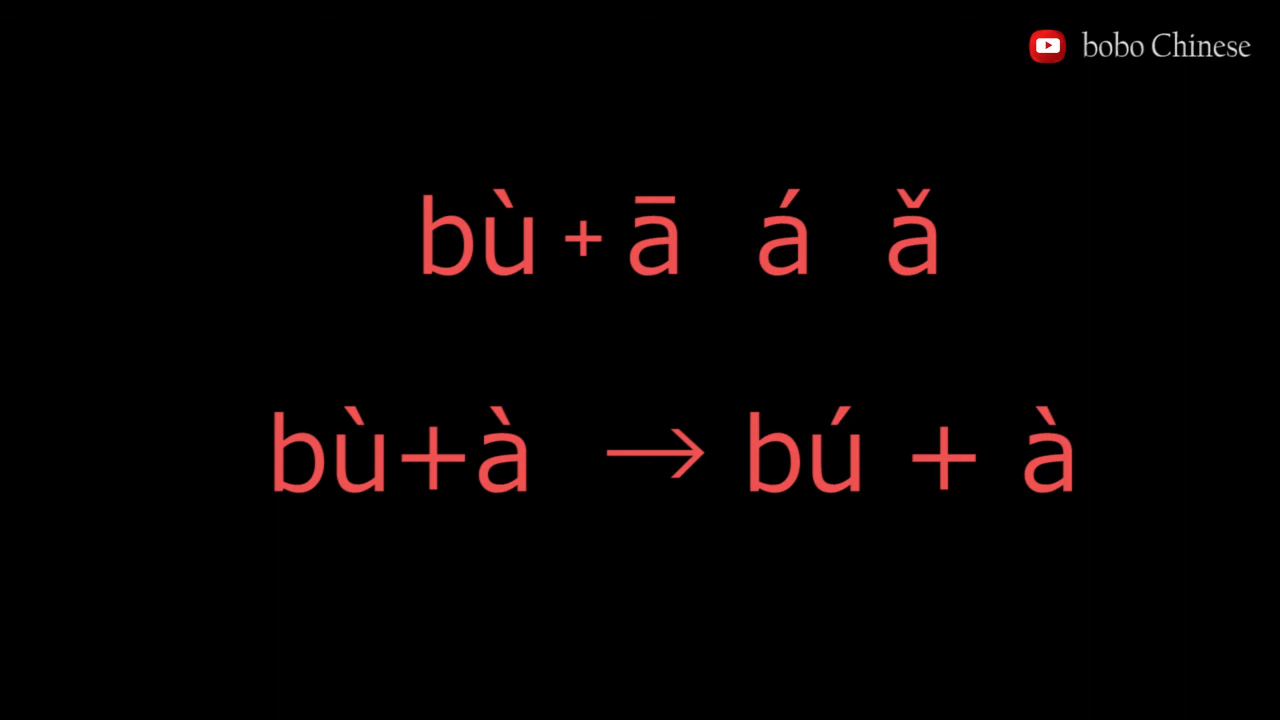 bobo Chinese
bù + ā á ǎ
bù+à → bú + à